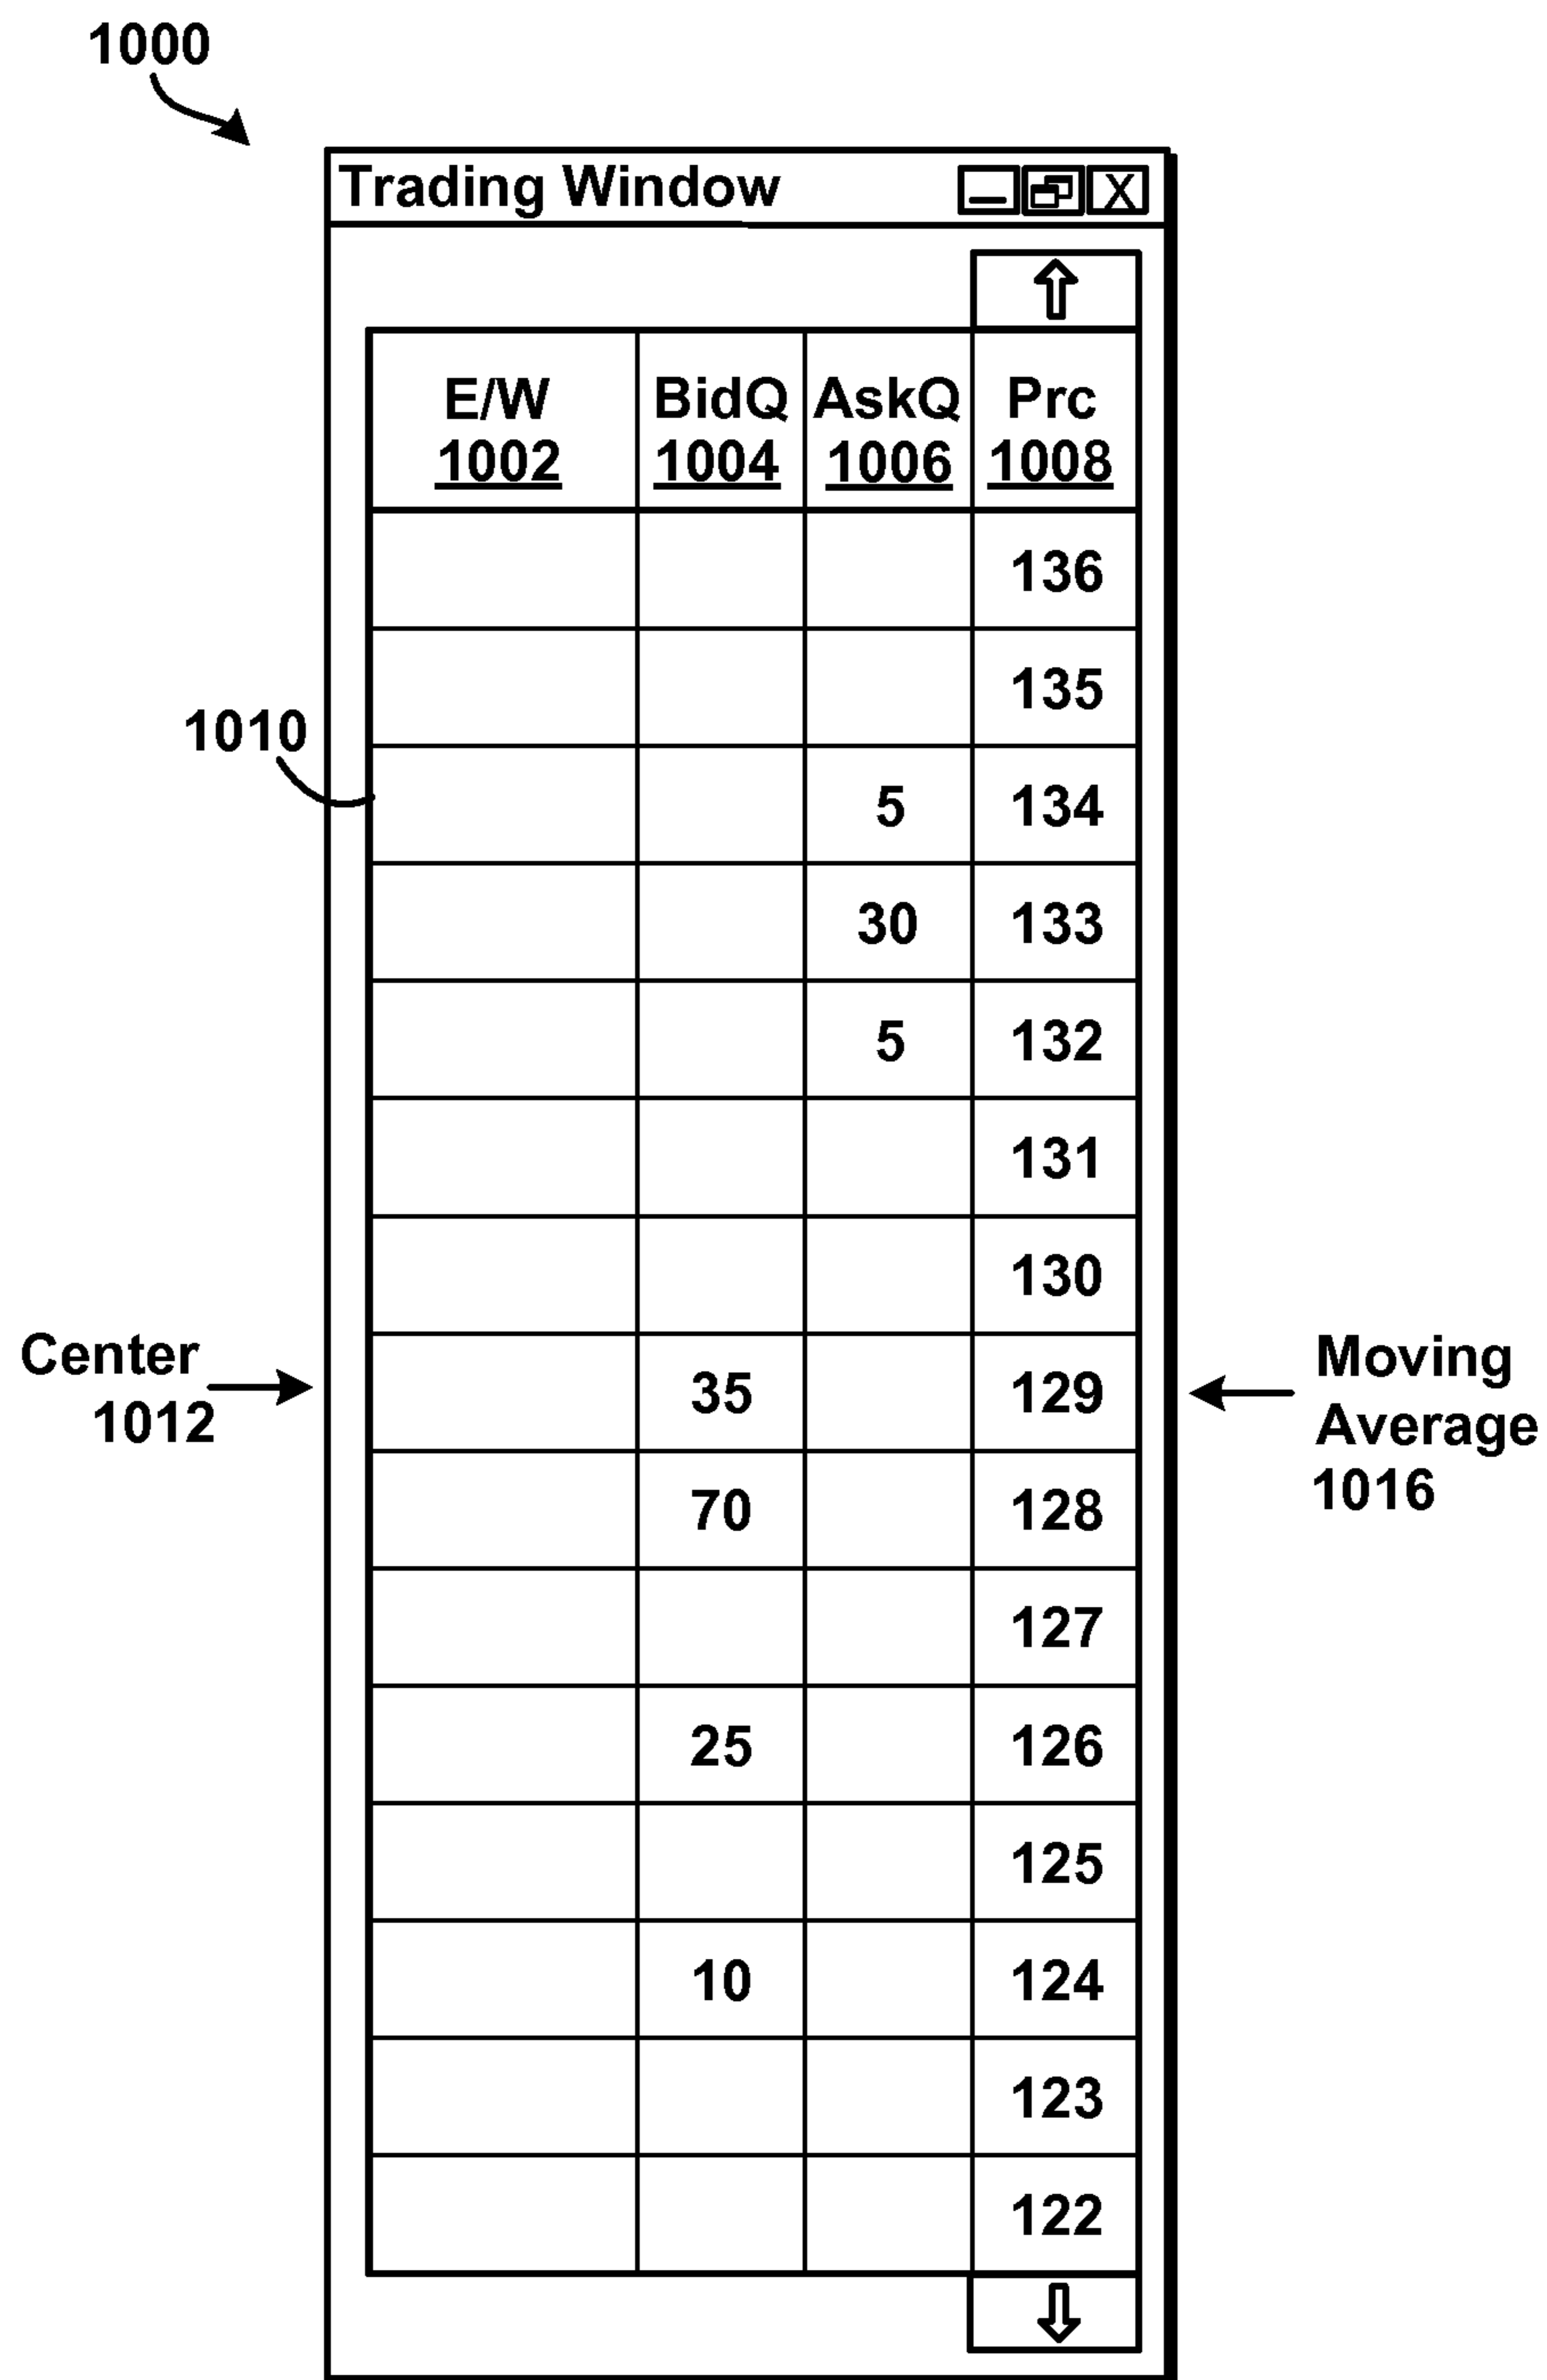 1000
Trading Window
X
E/W BidQ AskQ Prc
1002 1004 1006 1008
136
135
1010
5 134
30 133
5 132
131
130
Center
1012
35 129
Moving
Average
1016
70 128
127
25 126
125
10 124
123
122